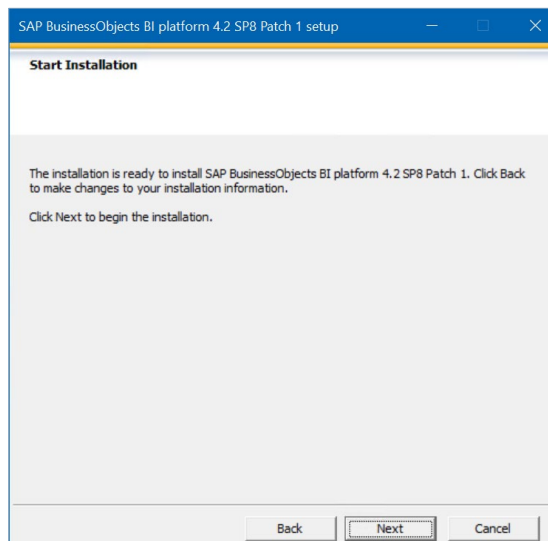 SAP BusinessObjects BI platform 4.2 SP8 Patch 1 setup
Start Installation
The installation is ready to install SAP BusinessObjects BI platform 4.2 SP8 Patch 1. Click Back
to make changes to your installation information.
Click Next to begin the installation.
Back
Next
Cancel